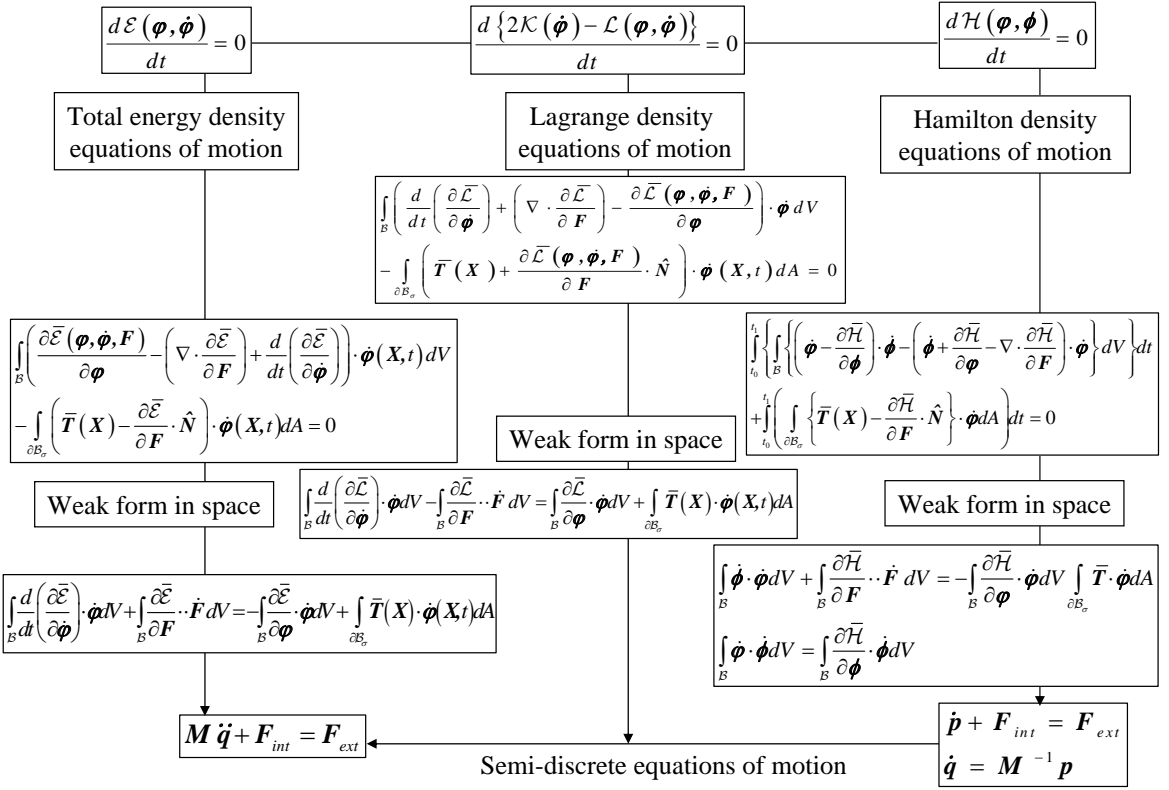 d ℰ(𝝋, 𝝋̇) / dt = 0
d {2𝒦(𝝋̇) − ℒ(𝝋, 𝝋̇)} / dt = 0
d ℋ(𝝋, 𝝓) / dt = 0
Total energy density
equations of motion
Lagrange density
equations of motion
Hamilton density
equations of motion
∫_ℬ ( d/dt (∂ℒ̅/∂𝝋̇) + (∇ · ∂ℒ̅/∂𝑭) − ∂ℒ̅(𝝋, 𝝋̇, 𝑭)/∂𝝋 ) · 𝝋̇ dV
− ∫_∂ℬσ ( 𝑻̅(𝑿) + ∂ℒ̅(𝝋, 𝝋̇, 𝑭)/∂𝑭 · 𝑵̂ ) · 𝝋̇(𝑿, t) dA = 0
∫_ℬ ( ∂ℰ̅(𝝋, 𝝋̇, 𝑭)/∂𝝋 − (∇ · ∂ℰ̅/∂𝑭) + d/dt (∂ℰ̅/∂𝝋̇) ) · 𝝋̇(𝑿, t) dV
− ∫_∂ℬσ ( 𝑻̅(𝑿) − ∂ℰ̅/∂𝑭 · 𝑵̂ ) · 𝝋̇(𝑿, t) dA = 0
∫_t₀^t₁ { ∫_ℬ { (𝝋̇ − ∂ℋ̅/∂𝝓) · 𝝓̇ − (𝝓̇ + ∂ℋ̅/∂𝝋 − ∇ · ∂ℋ̅/∂𝑭) · 𝝋̇ } dV } dt
+ ∫_t₀^t₁ ( ∫_∂ℬσ { 𝑻̅(𝑿) − ∂ℋ̅/∂𝑭 · 𝑵̂ } · 𝝋̇ dA ) dt = 0
Weak form in space
Weak form in space
Weak form in space
∫_ℬ d/dt (∂ℒ̅/∂𝝋̇) · 𝝋̇ dV − ∫_ℬ ∂ℒ̅/∂𝑭 ·· 𝑭̇ dV = ∫_ℬ ∂ℒ̅/∂𝝋 · 𝝋̇ dV + ∫_∂ℬσ 𝑻̅(𝑿) · 𝝋̇(𝑿, t) dA
∫_ℬ d/dt (∂ℰ̅/∂𝝋̇) · 𝝋̇ dV + ∫_ℬ ∂ℰ̅/∂𝑭 ·· 𝑭̇ dV = − ∫_ℬ ∂ℰ̅/∂𝝋 · 𝝋̇ dV + ∫_∂ℬσ 𝑻̅(𝑿) · 𝝋̇(𝑿, t) dA
∫_ℬ 𝝓̇ · 𝝋̇ dV + ∫_ℬ ∂ℋ̅/∂𝑭 ·· 𝑭̇ dV = − ∫_ℬ ∂ℋ̅/∂𝝋 · 𝝋̇ dV ∫_∂ℬσ 𝑻̅ · 𝝋̇ dA
∫_ℬ 𝝋̇ · 𝝓̇ dV = ∫_ℬ ∂ℋ̅/∂𝝓 · 𝝓̇ dV
𝑴 𝒒̈ + 𝑭_int = 𝑭_ext
𝒑̇ + 𝑭_int = 𝑭_ext
𝒒̇ = 𝑴⁻¹ 𝒑
Semi-discrete equations of motion